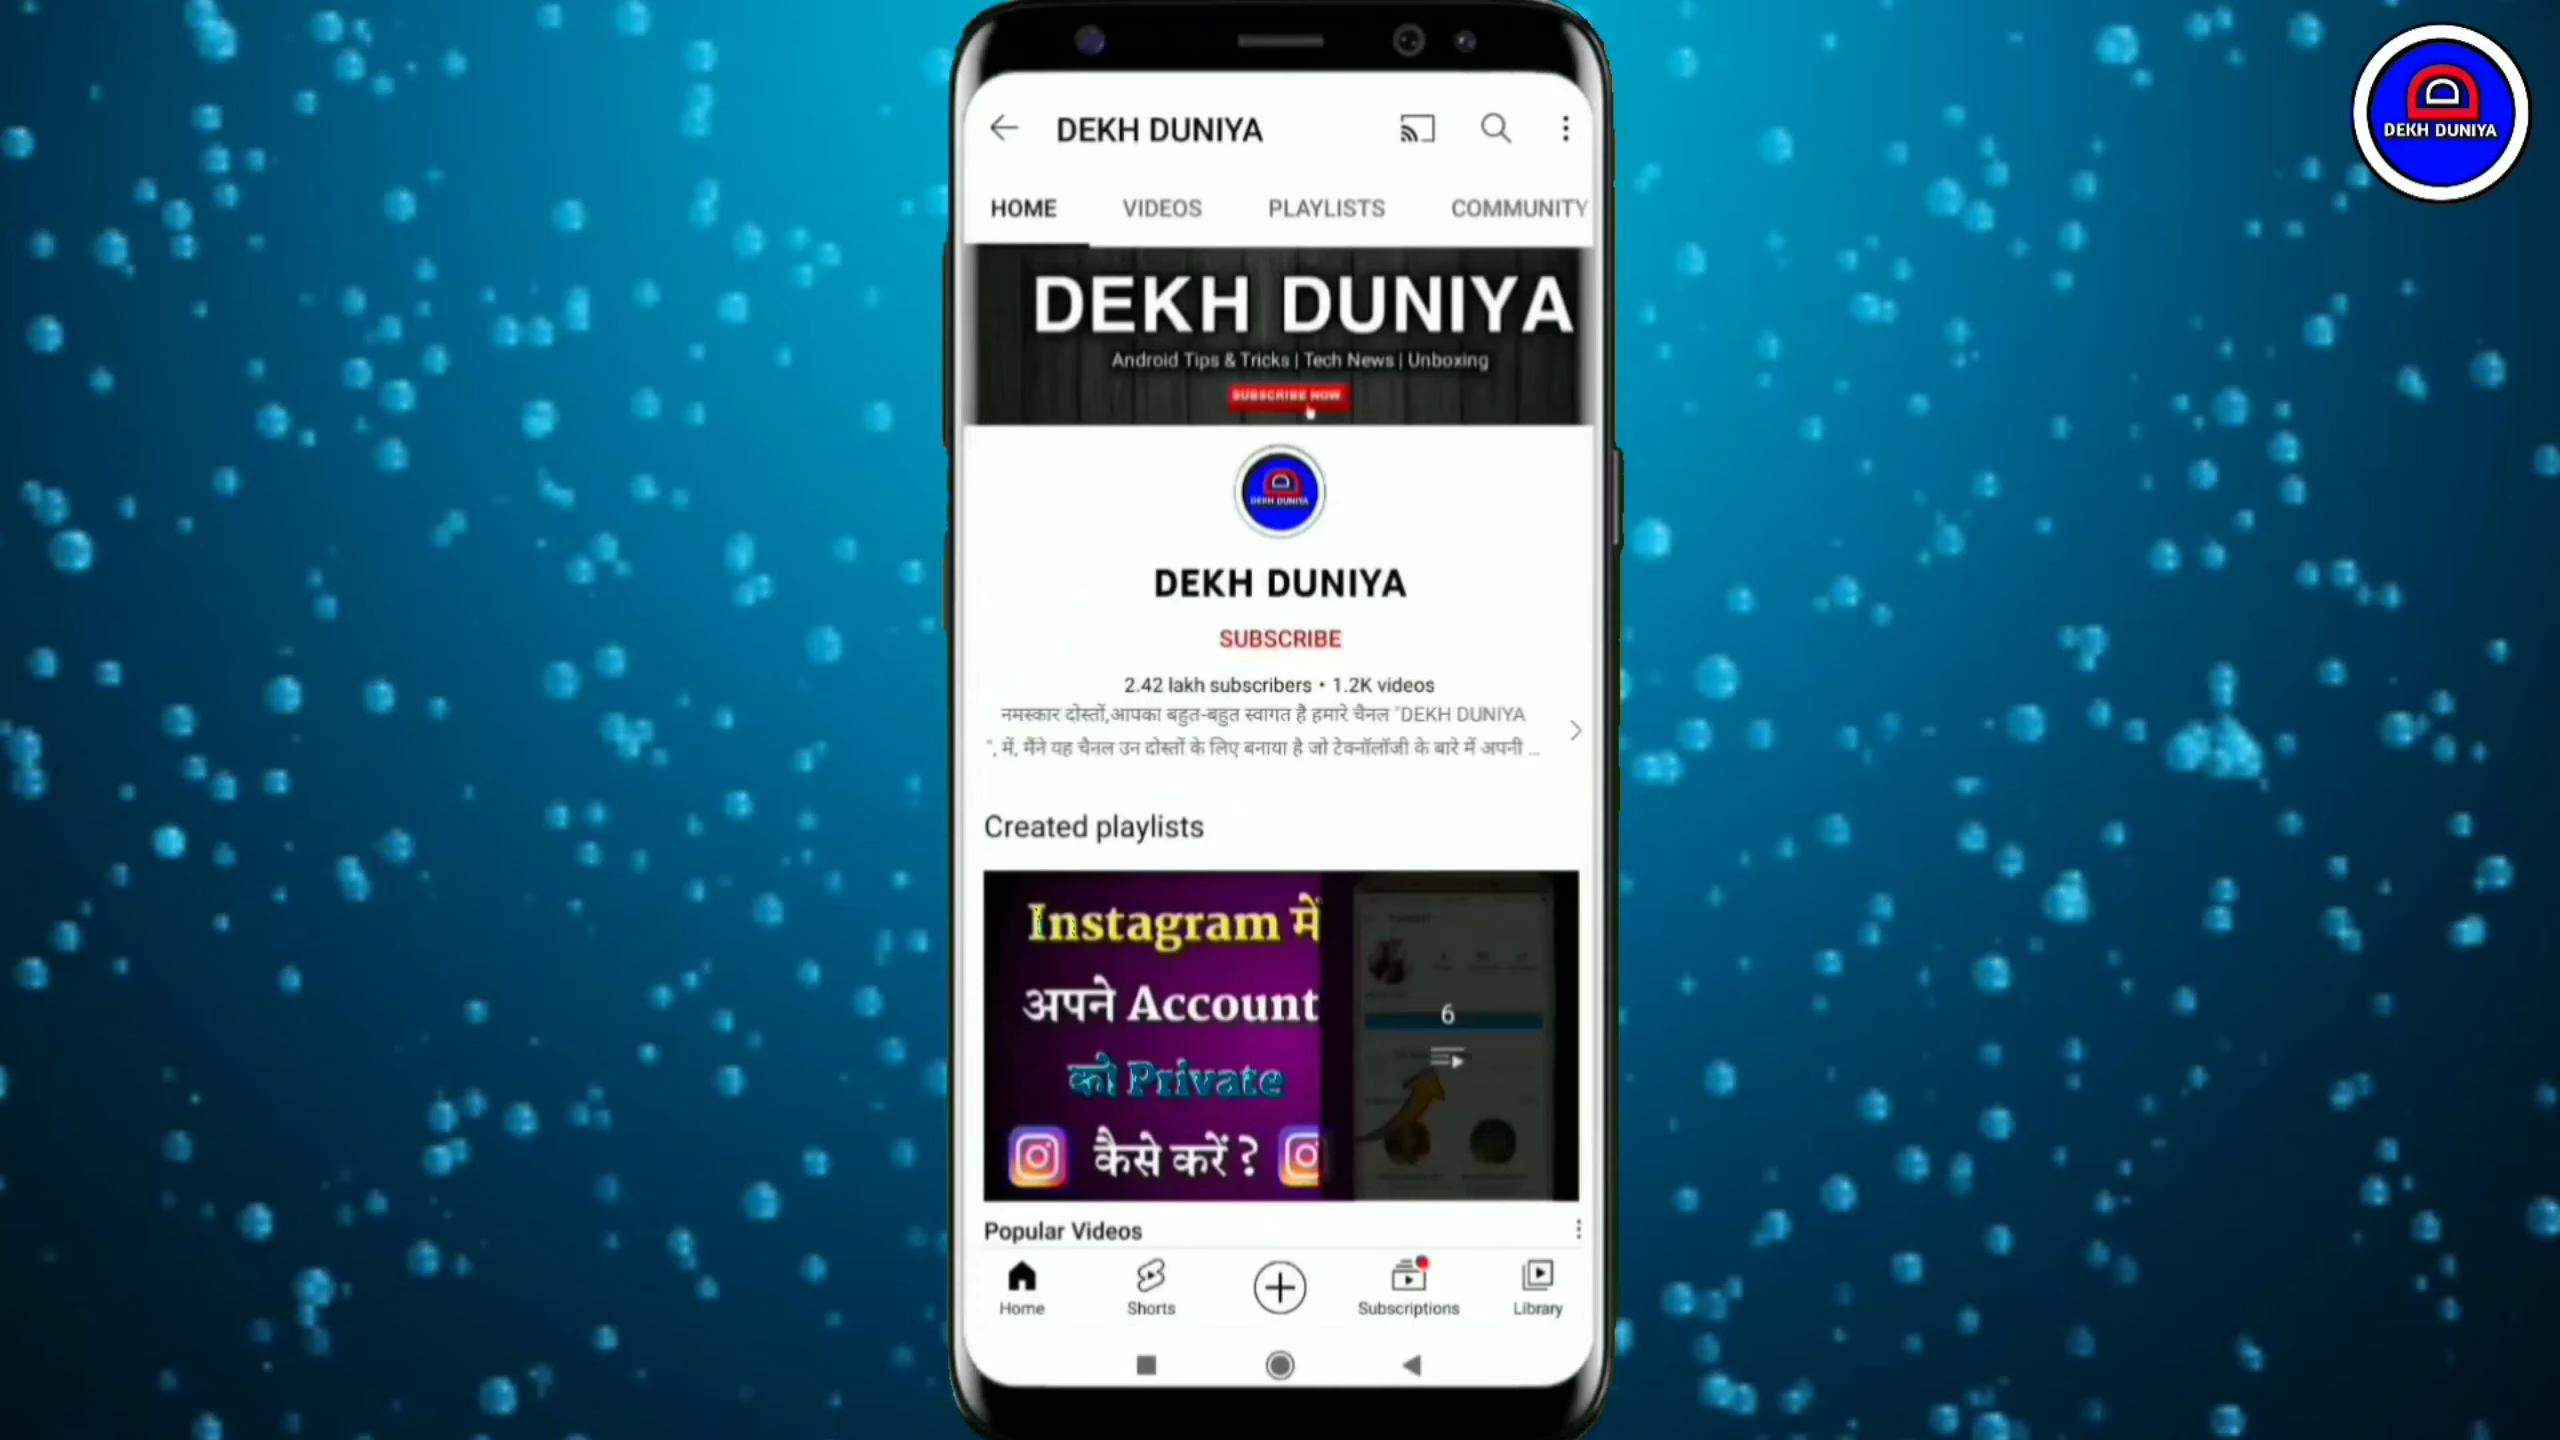 DEKH DUNIYA
DEKH DUNIYA
HOME VIDEOS PLAYLISTS COMMUNITY
DEKH DUNIYA
Android Tips & Tricks | Tech News | Unboxing
SUBSCRIBE NOW
DEKH DUNIYA
DEKH DUNIYA
SUBSCRIBE
2.42 lakh subscribers • 1.2K videos
नमस्कार दोस्तों,आपका बहुत-बहुत स्वागत है हमारे चैनल "DEKH DUNIYA
", में, मैंने यह चैनल उन दोस्तों के लिए बनाया है जो टेक्नॉलॉजी के बारे में अपनी ...
Created playlists
Instagram में
अपने Account
को Private
कैसे करें ?
6
Popular Videos
Home Shorts Subscriptions Library